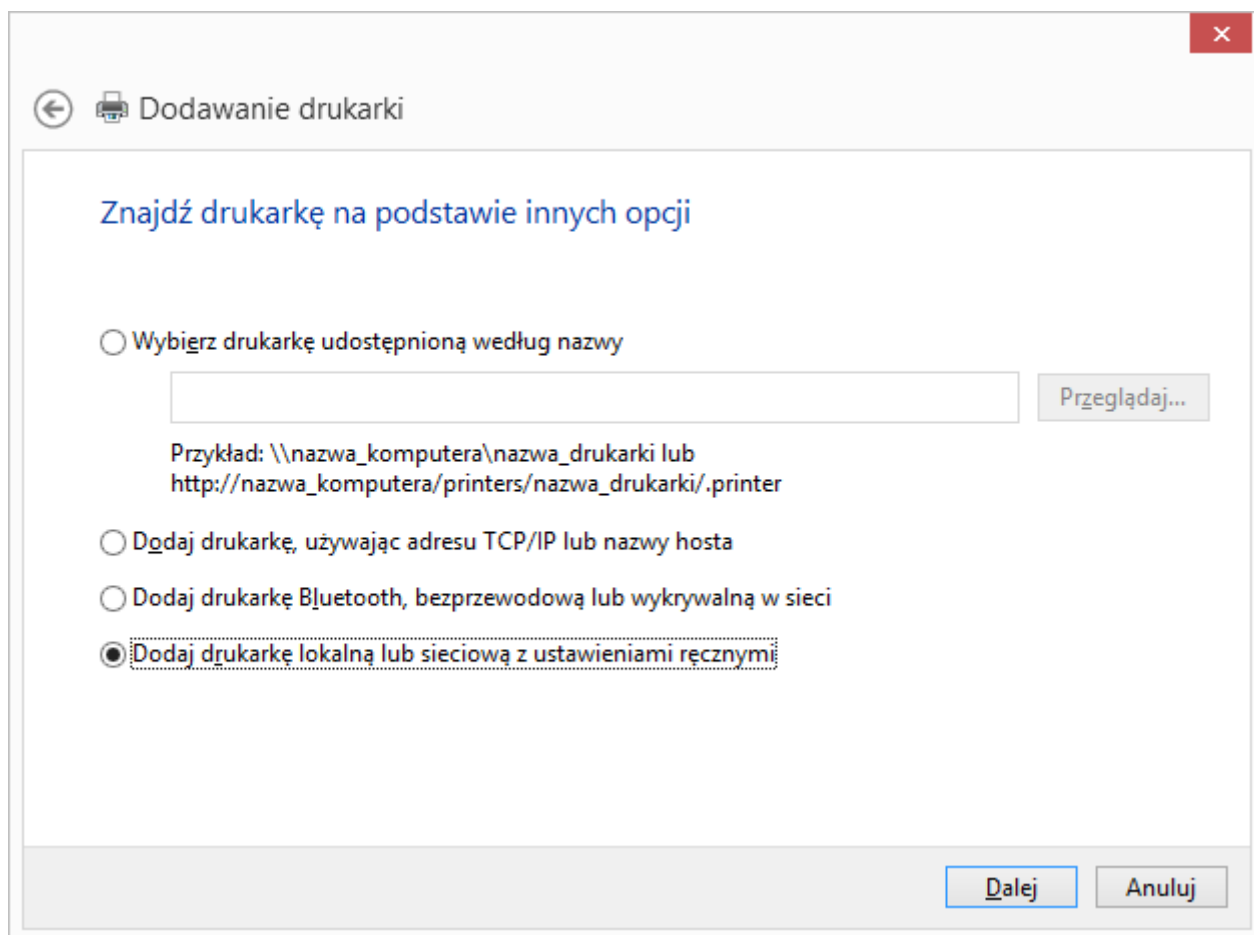 Dodawanie drukarki
Znajdź drukarkę na podstawie innych opcji
Wybierz drukarkę udostępnioną według nazwy
Przeglądaj...
Przykład: \\nazwa_komputera\nazwa_drukarki lub
http://nazwa_komputera/printers/nazwa_drukarki/.printer
Dodaj drukarkę, używając adresu TCP/IP lub nazwy hosta
Dodaj drukarkę Bluetooth, bezprzewodową lub wykrywalną w sieci
Dodaj drukarkę lokalną lub sieciową z ustawieniami ręcznymi
Dalej Anuluj